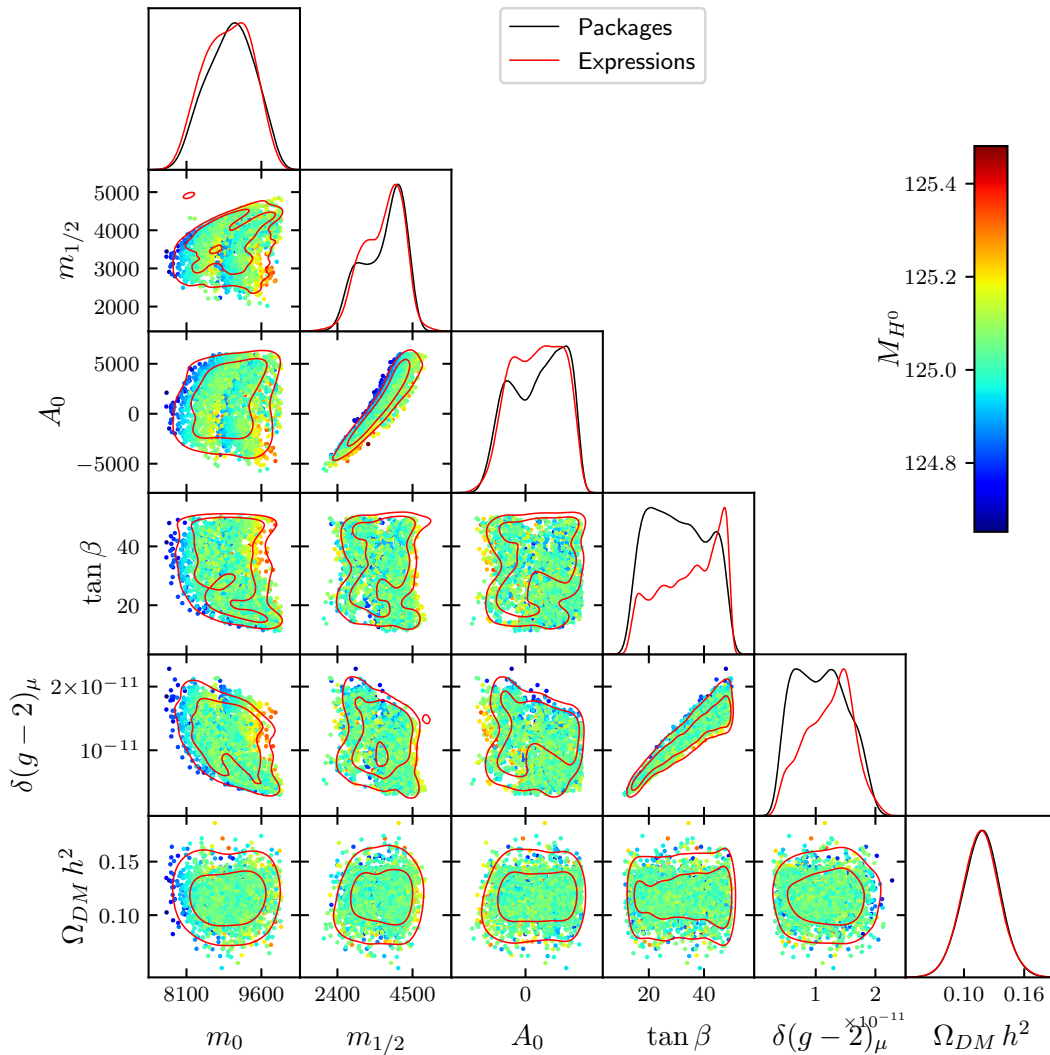 Packages
Expressions
5000
4000
3000
2000
m_{1/2}
125.4
125.2
125.0
124.8
M_{H^0}
5000
0
−5000
A_0
40
20
tan β
2×10^{-11}
10^{-11}
δ(g − 2)_μ
0.15
0.10
Ω_{DM} h^2
8100 9600
2400 4500
0
20 40
1 2
×10^{-11}
0.10 0.16
m_0
m_{1/2}
A_0
tan β
δ(g − 2)_μ
Ω_{DM} h^2